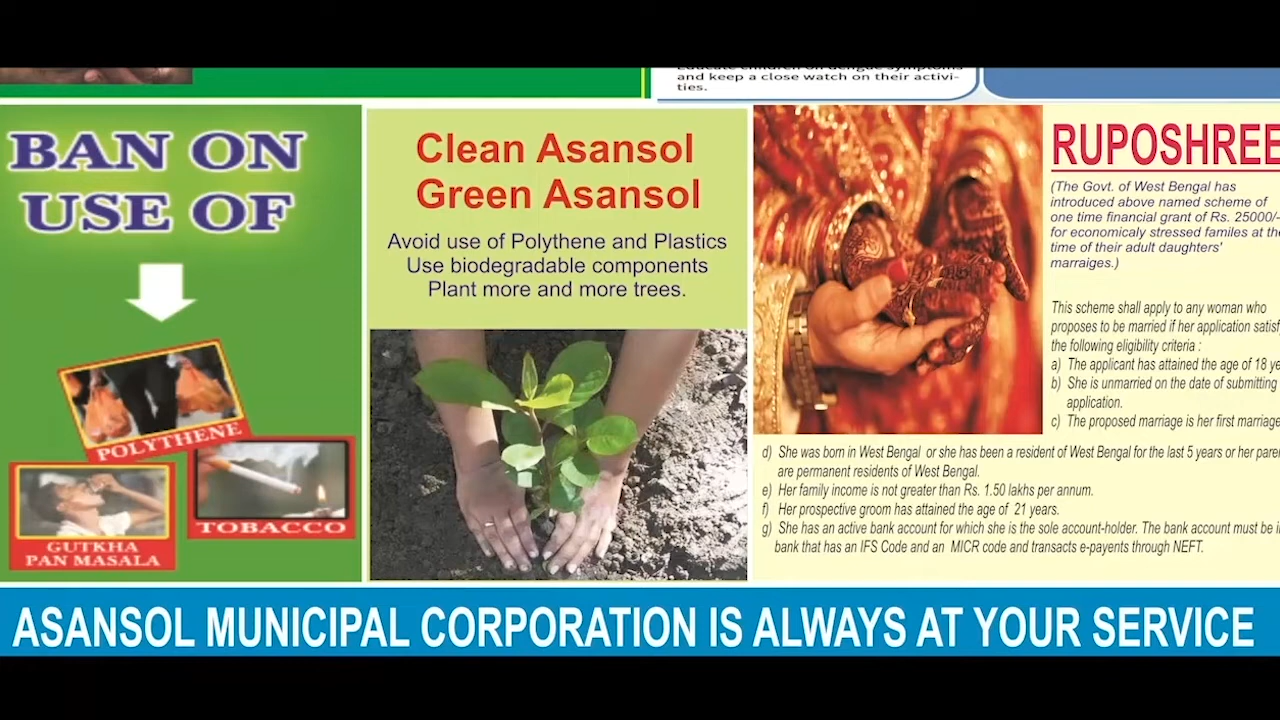 and keep a close watch on their activi-
ties.
BAN ON
USE OF
POLYTHENE
TOBACCO
GUTKHA
PAN MASALA
Clean Asansol
Green Asansol
Avoid use of Polythene and Plastics
Use biodegradable components
Plant more and more trees.
RUPOSHREE
(The Govt. of West Bengal has
introduced above named scheme of
one time financial grant of Rs. 25000/-
for economicaly stressed familes at the
time of their adult daughters'
marraiges.)
This scheme shall apply to any woman who
proposes to be married if her application
the following eligibility criteria :
a) The applicant has attained the age of 18
b) She is unmarried on the date of submitting
application.
c) The proposed marriage is her first marriage
d) She was born in West Bengal or she has been a resident of West Bengal for the last 5 years or her
are permanent residents of West Bengal.
e) Her family income is not greater than Rs. 1.50 lakhs per annum.
f) Her prospective groom has attained the age of 21 years.
g) She has an active bank account for which she is the sole account-holder. The bank account must be
bank that has an IFS Code and an MICR code and transacts e-payents through NEFT.
ASANSOL MUNICIPAL CORPORATION IS ALWAYS AT YOUR SERVICE